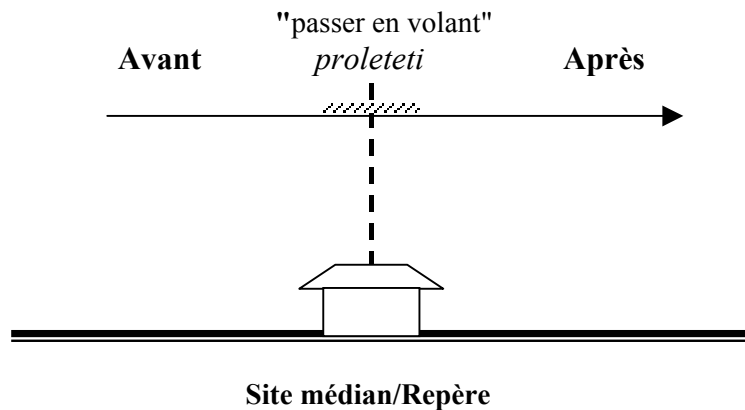 "passer en volant"
Avant proleteti Après
Site médian/Repère